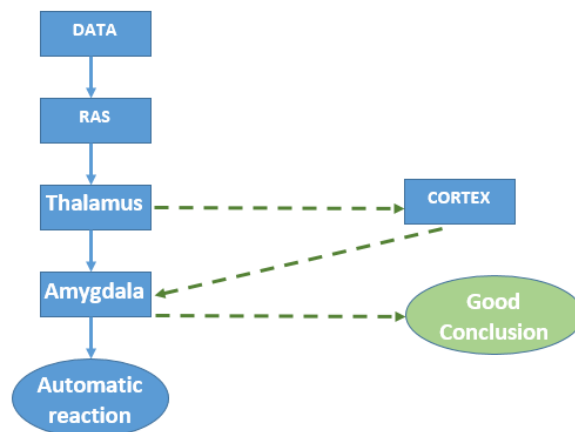 DATA
RAS
Thalamus
CORTEX
Amygdala
Good
Conclusion
Automatic
reaction